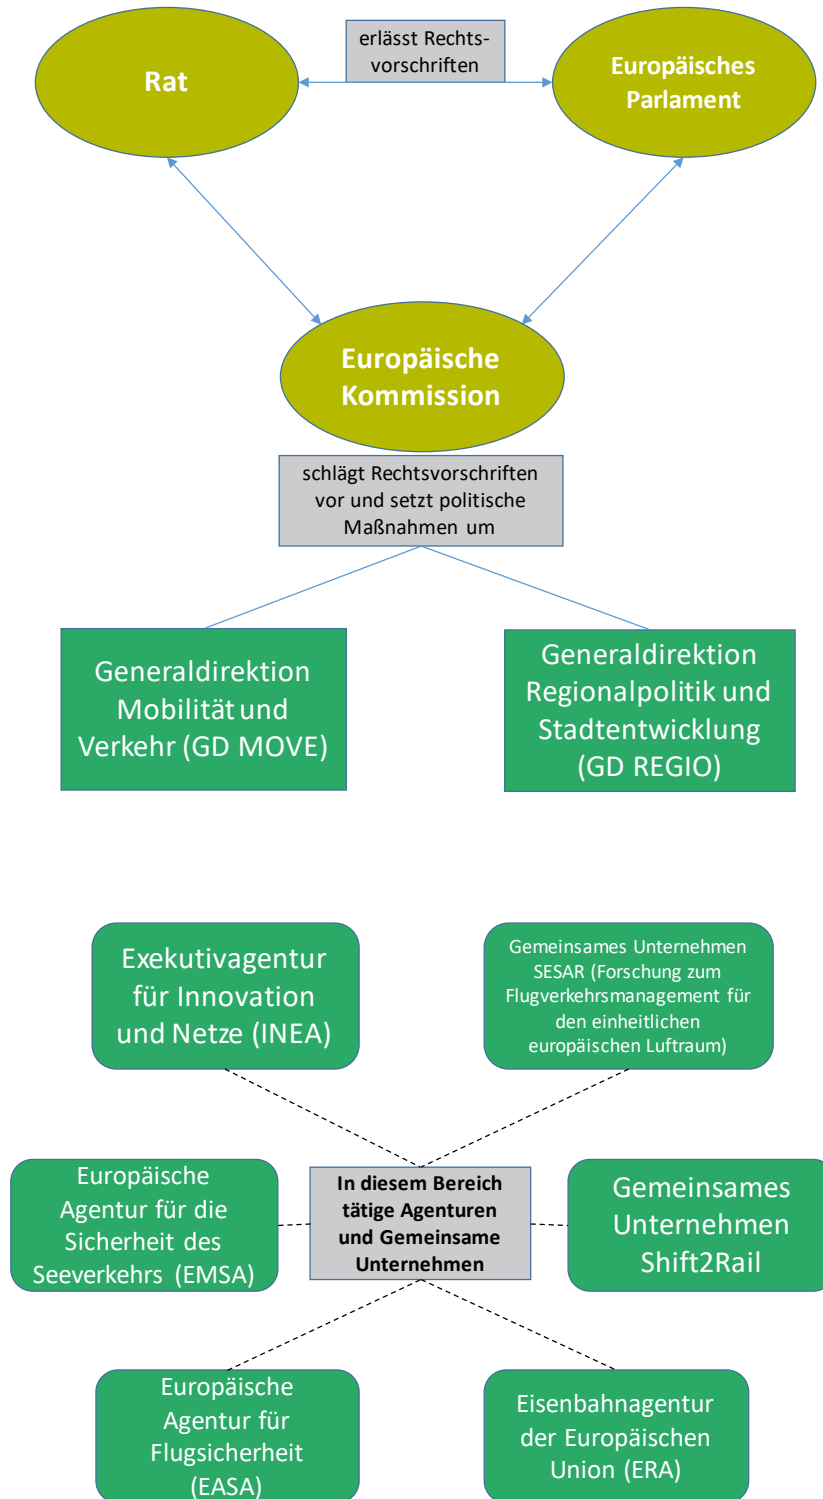 erlässt Rechts-
vorschriften
Rat
Europäisches
Parlament
Europäische
Kommission
schlägt Rechtsvorschriften
vor und setzt politische
Maßnahmen um
Generaldirektion
Mobilität und
Verkehr (GD MOVE)
Generaldirektion
Regionalpolitik und
Stadtentwicklung
(GD REGIO)
Exekutivagentur
für Innovation
und Netze (INEA)
Gemeinsames Unternehmen
SESAR (Forschung zum
Flugverkehrsmanagement für
den einheitlichen
europäischen Luftraum)
Europäische
Agentur für die
Sicherheit des
Seeverkehrs (EMSA)
In diesem Bereich
tätige Agenturen
und Gemeinsame
Unternehmen
Gemeinsames
Unternehmen
Shift2Rail
Europäische
Agentur für
Flugsicherheit
(EASA)
Eisenbahnagentur
der Europäischen
Union (ERA)